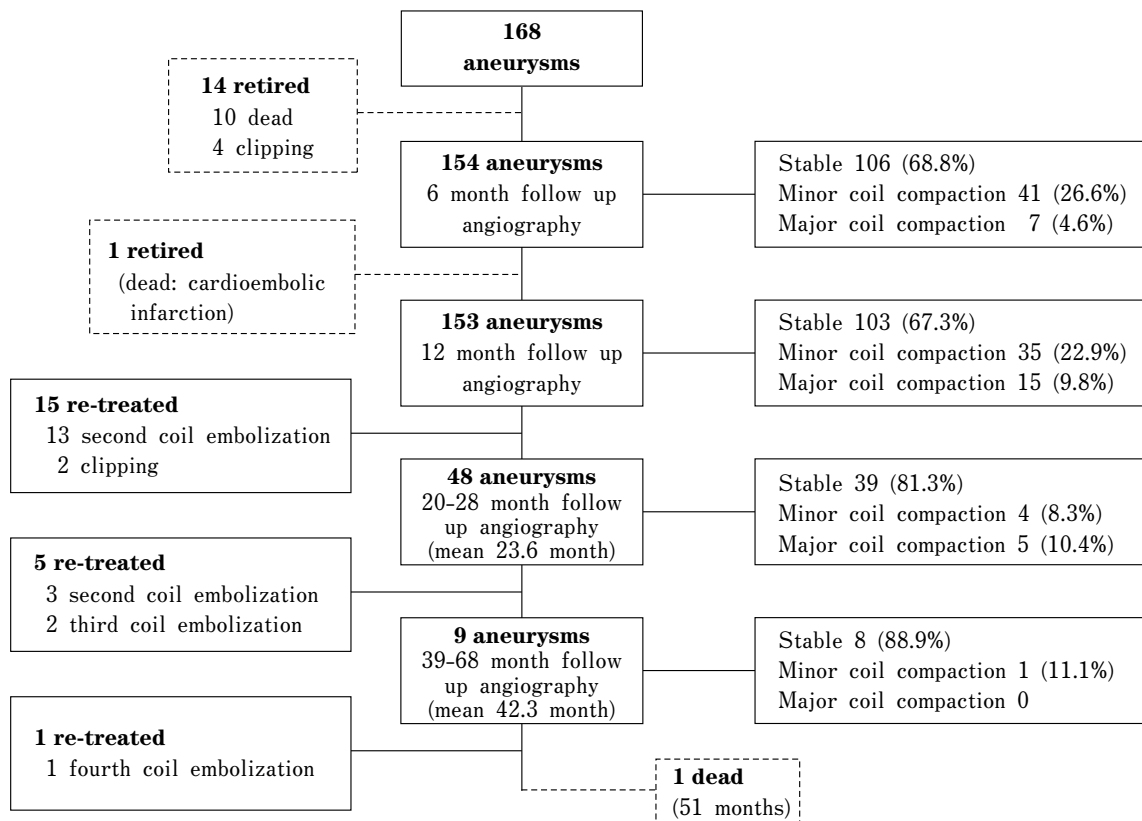 168
aneurysms
14 retired
10 dead
4 clipping
154 aneurysms
6 month follow up
angiography
Stable 106 (68.8%)
Minor coil compaction 41 (26.6%)
Major coil compaction 7 (4.6%)
1 retired
(dead: cardioembolic
infarction)
153 aneurysms
12 month follow up
angiography
Stable 103 (67.3%)
Minor coil compaction 35 (22.9%)
Major coil compaction 15 (9.8%)
15 re-treated
13 second coil embolization
2 clipping
48 aneurysms
20-28 month follow
up angiography
(mean 23.6 month)
Stable 39 (81.3%)
Minor coil compaction 4 (8.3%)
Major coil compaction 5 (10.4%)
5 re-treated
3 second coil embolization
2 third coil embolization
9 aneurysms
39-68 month follow
up angiography
(mean 42.3 month)
Stable 8 (88.9%)
Minor coil compaction 1 (11.1%)
Major coil compaction 0
1 re-treated
1 fourth coil embolization
1 dead
(51 months)